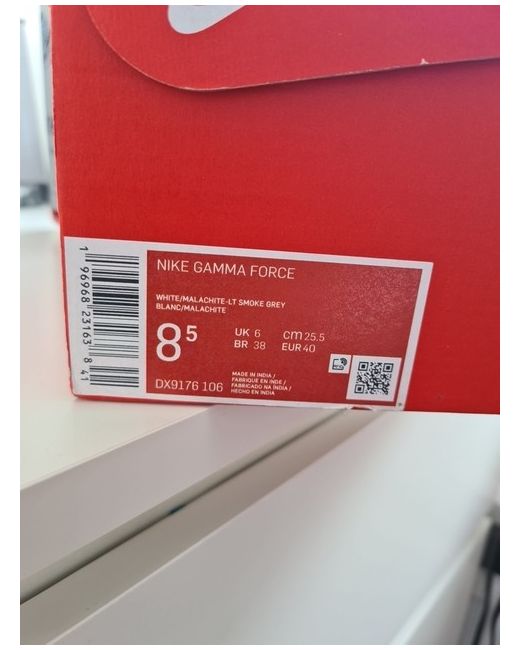 NIKE GAMMA FORCE
WHITE/MALACHITE-LT SMOKE GREY
BLANC/MALACHITE
8⁵
UK 6 cm 25.5
BR 38 EUR 40
DX9176 106
MADE IN INDIA /
FABRIQUE EN INDE /
FABRICADO NA ÍNDIA /
HECHO EN INDIA
1 96968 23163 8 41